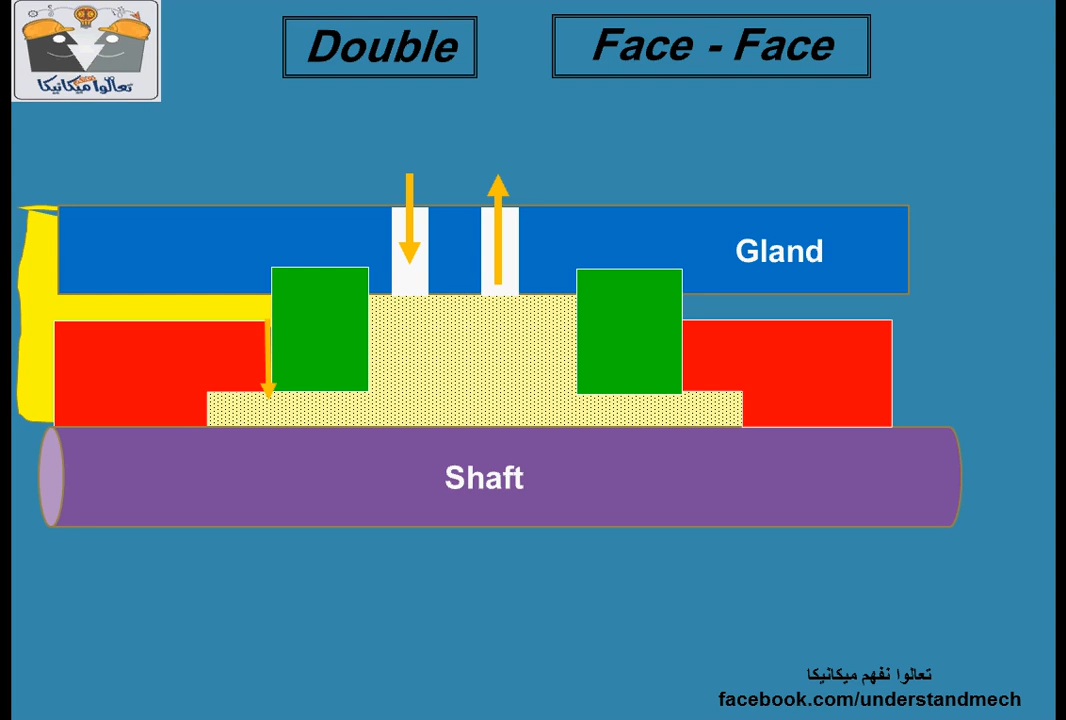 Double
Face - Face
تعالوا ميكانيكا
Gland
Shaft
تعالوا نفهم ميكانيكا
facebook.com/understandmech